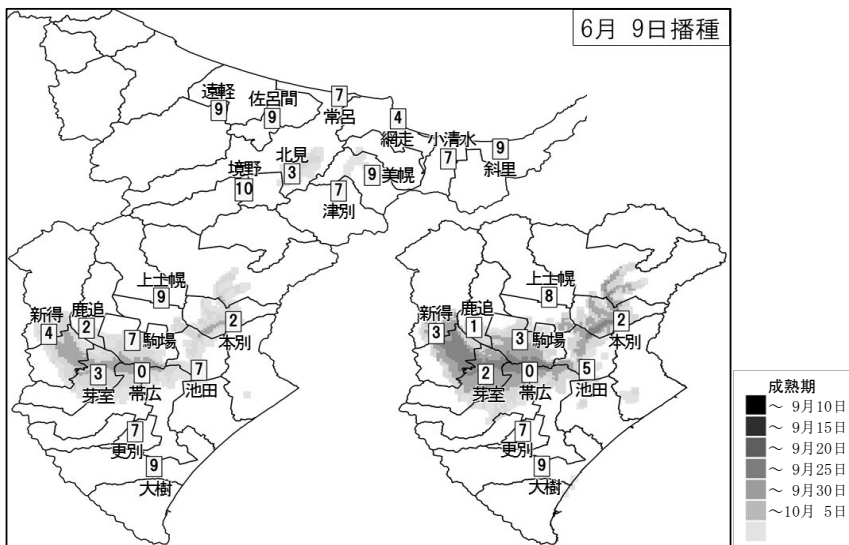 6月 9日播種
遠軽
9
佐呂間
9
7
常呂
4
網走
小清水
7
9
斜里
北見
3
境野
10
9
美幌
7
津別
上士幌
9
新得
4
鹿追
2
7
駒場
2
本別
3
芽室
0
帯広
7
池田
7
更別
9
大樹
上士幌
8
新得
3
鹿追
1
3
駒場
2
本別
2
芽室
0
帯広
5
池田
7
更別
9
大樹
成熟期
～ 9月10日
～ 9月15日
～ 9月20日
～ 9月25日
～ 9月30日
～10月 5日